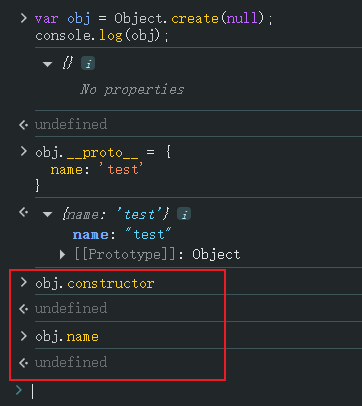 var obj = Object.create(null);
console.log(obj);
{} i
No properties
undefined
obj.__proto__ = {
name: 'test'
}
{name: 'test'} i
name: "test"
[[Prototype]]: Object
obj.constructor
undefined
obj.name
undefined